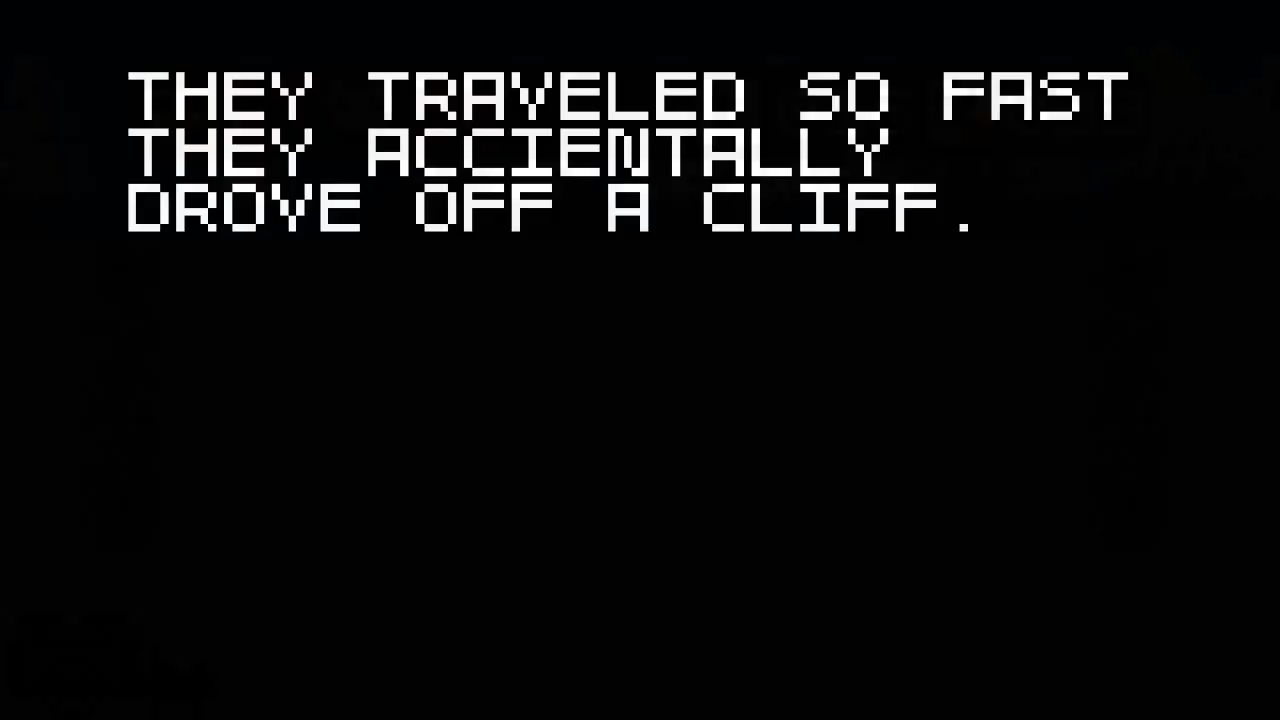 THEY TRAVELED SO FAST
THEY ACCIENTALLY
DROVE OFF A CLIFF.